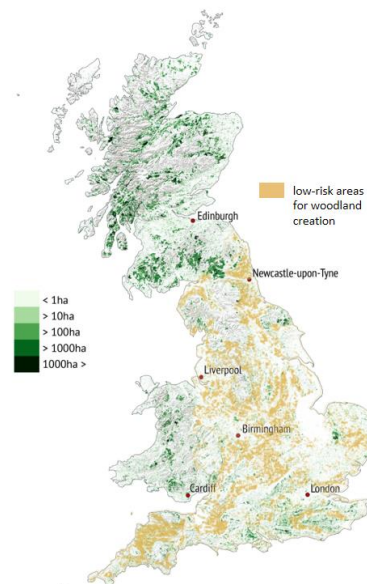 low-risk areas
for woodland
creation
Edinburgh
Newcastle-upon-Tyne
< 1ha
> 10ha
> 100ha
> 1000ha
1000ha >
Liverpool
Birmingham
Cardiff
London